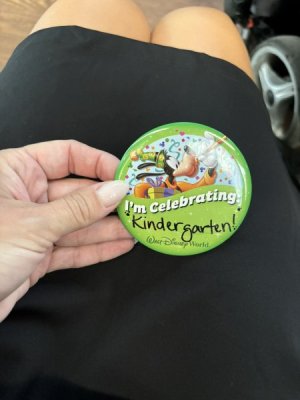 I'm Celebrating!
Kindergarten!
Walt Disney World.